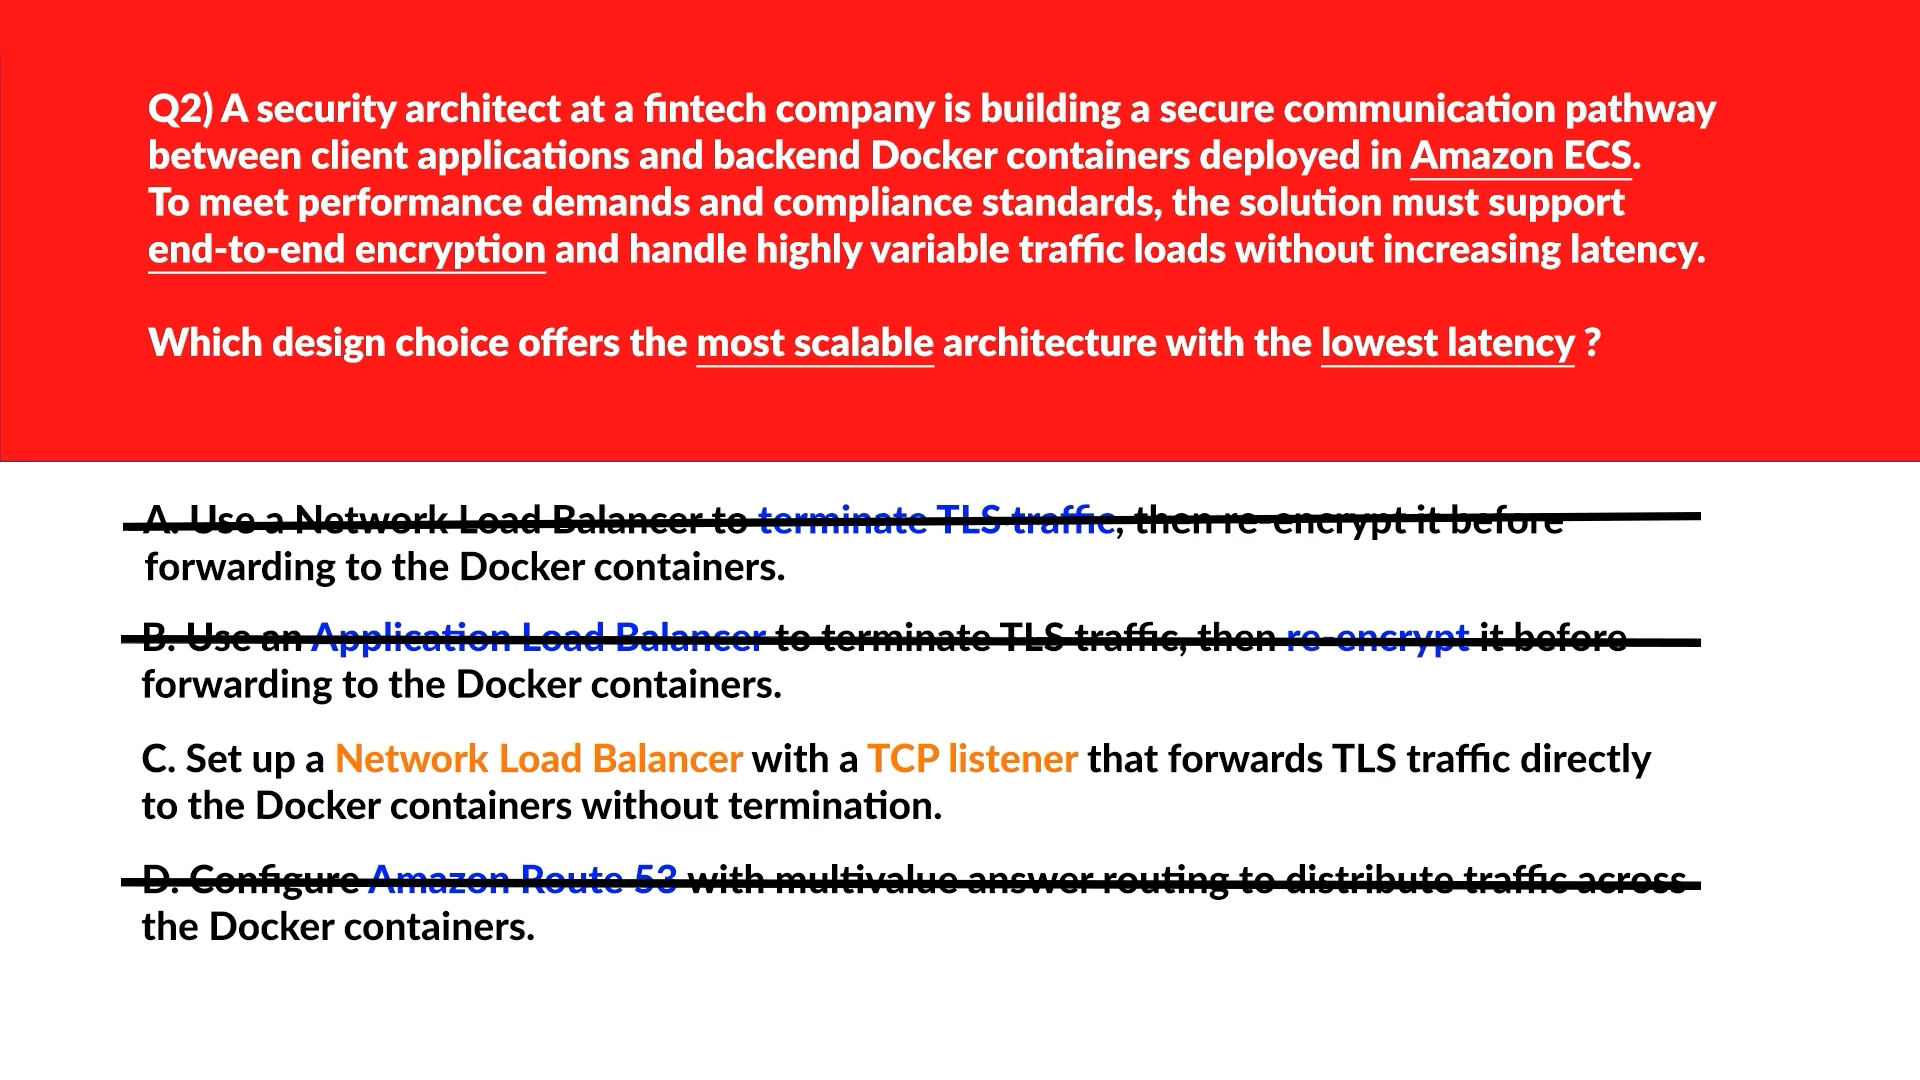 Q2) A security architect at a fintech company is building a secure communication pathway
between client applications and backend Docker containers deployed in Amazon ECS.
To meet performance demands and compliance standards, the solution must support
end-to-end encryption and handle highly variable traffic loads without increasing latency.
Which design choice offers the most scalable architecture with the lowest latency ?
A. Use a Network Load Balancer to terminate TLS traffic, then re-encrypt it before
forwarding to the Docker containers.
B. Use an Application Load Balancer to terminate TLS traffic, then re-encrypt it before
forwarding to the Docker containers.
C. Set up a Network Load Balancer with a TCP listener that forwards TLS traffic directly
to the Docker containers without termination.
D. Configure Amazon Route 53 with multivalue answer routing to distribute traffic across
the Docker containers.